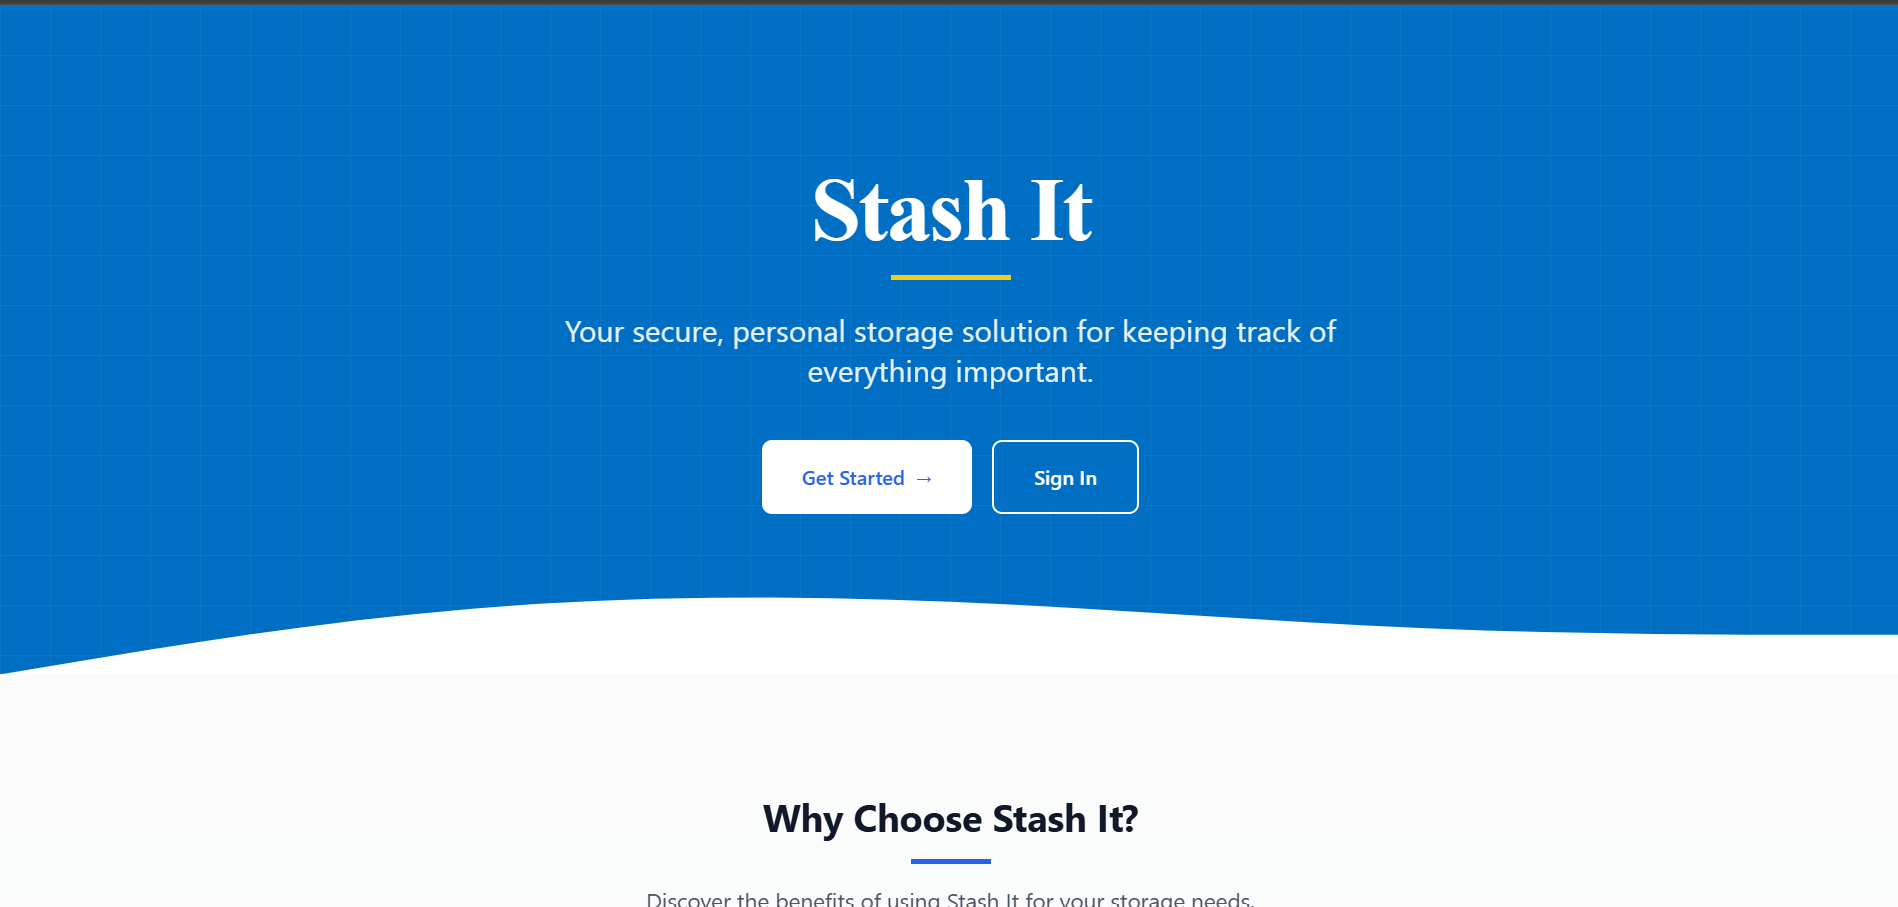 Stash It
Your secure, personal storage solution for keeping track of
everything important.
Get Started →
Sign In
Why Choose Stash It?
Discover the benefits of using Stash It for your storage needs.